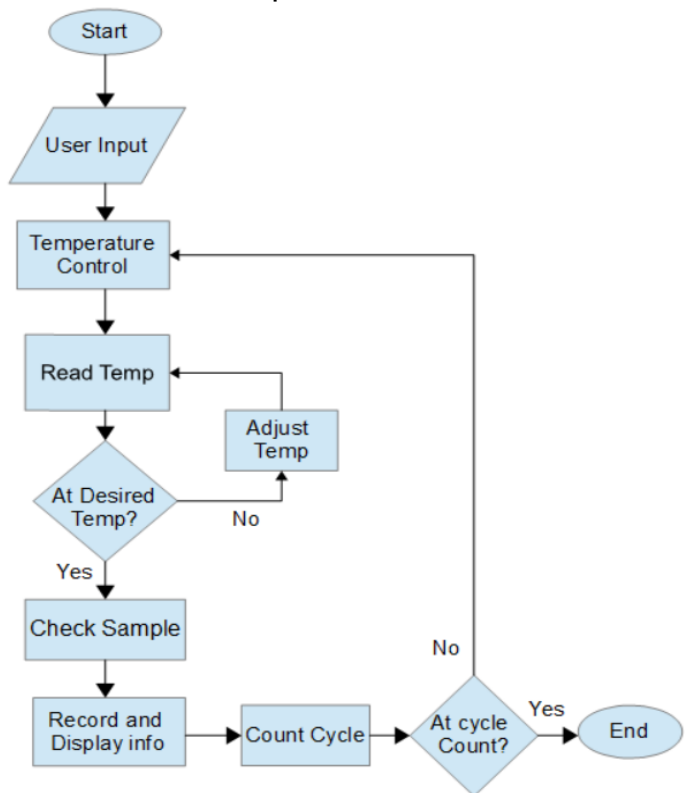 Start
User Input
Temperature
Control
Read Temp
Adjust
Temp
At Desired
Temp?
No
Yes
Check Sample
Record and
Display info
Count Cycle
At cycle
Count?
No
Yes
End